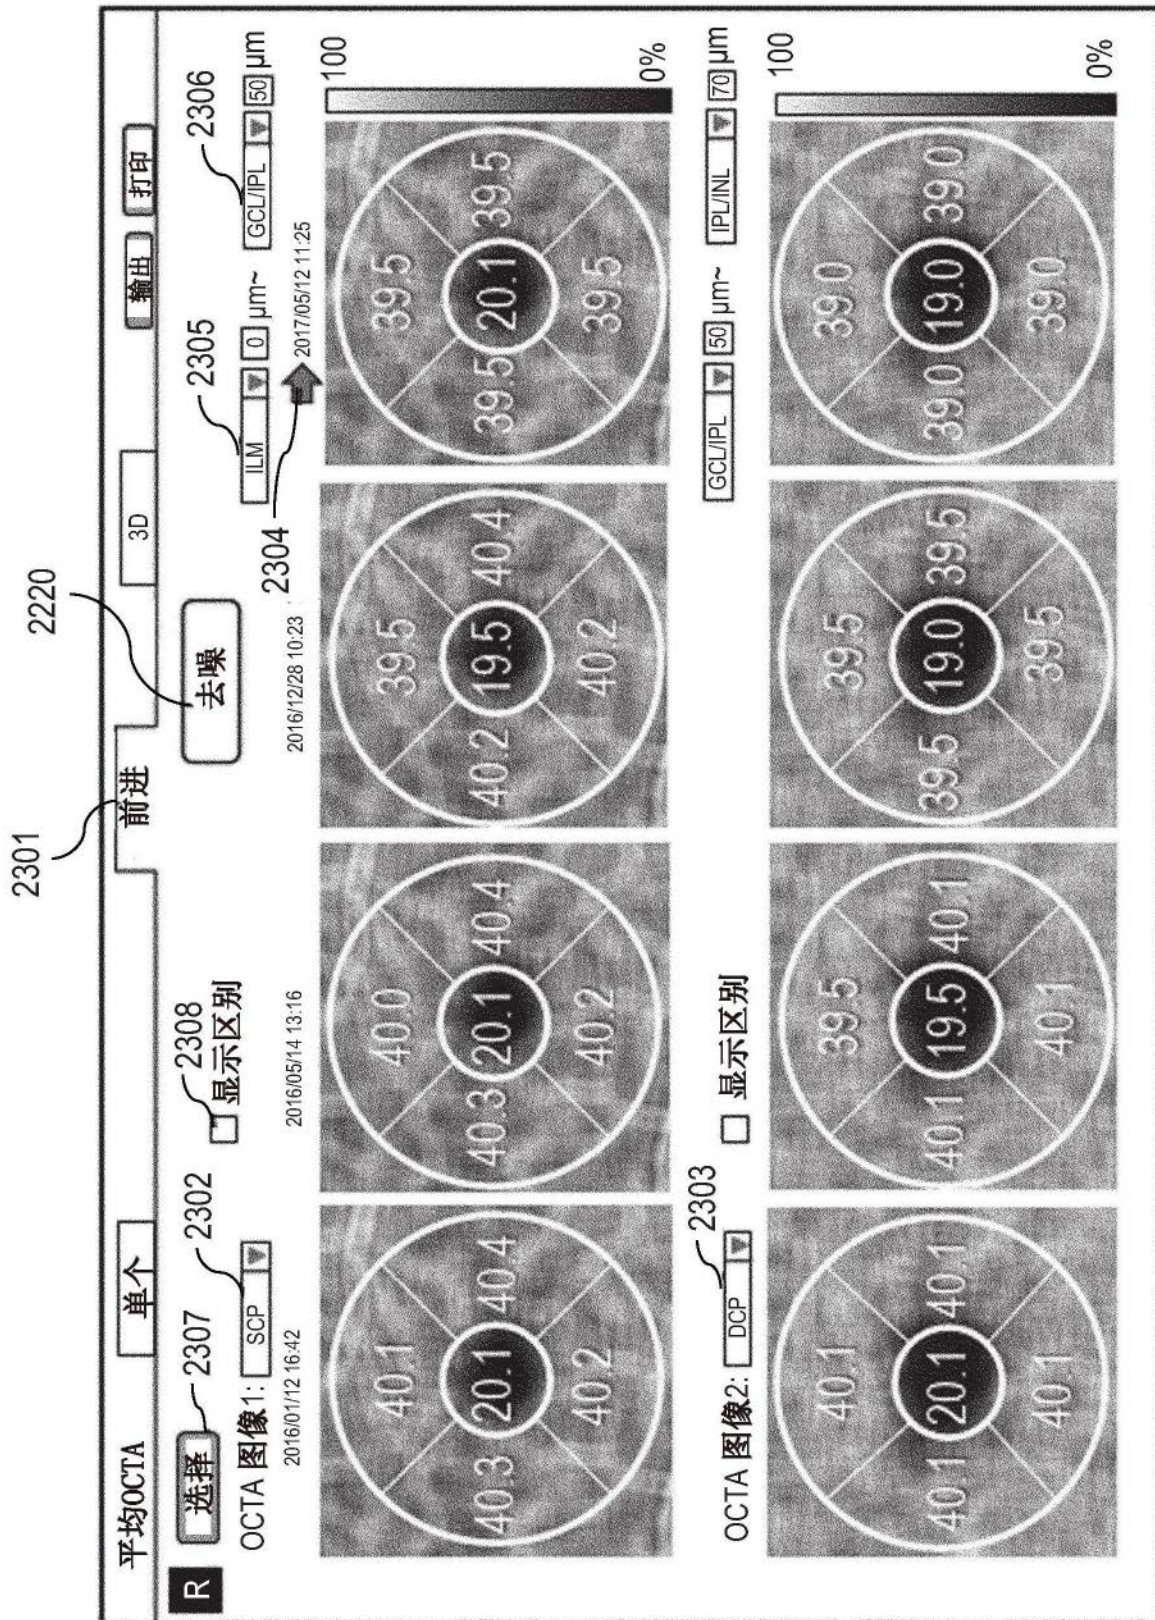 2301
2220
平均OCTA 单个 前进 3D 输出 打印
R 选择 2307 2308 去噪
OCTA 图像1: SCP 2302 显示区别 2305 2306
ILM 0 μm~ GCL/IPL 50 μm
2304
2016/01/12 16:42 2016/05/14 13:16 2016/12/28 10:23 2017/05/12 11:25
40.1 40.0 39.5 39.5 100
40.3 20.1 40.4 40.3 20.1 40.4 40.2 19.5 40.4 39.5 20.1 39.5
40.2 40.2 40.2 39.5 0%
2303
OCTA 图像2: DCP 显示区别 GCL/IPL 50 μm~ IPL/INL 70 μm
40.1 39.5 39.5 39.0 100
40.1 20.1 40.1 40.1 19.5 40.1 39.5 19.0 39.5 39.0 19.0 39.0
40.1 40.1 39.5 39.0 0%